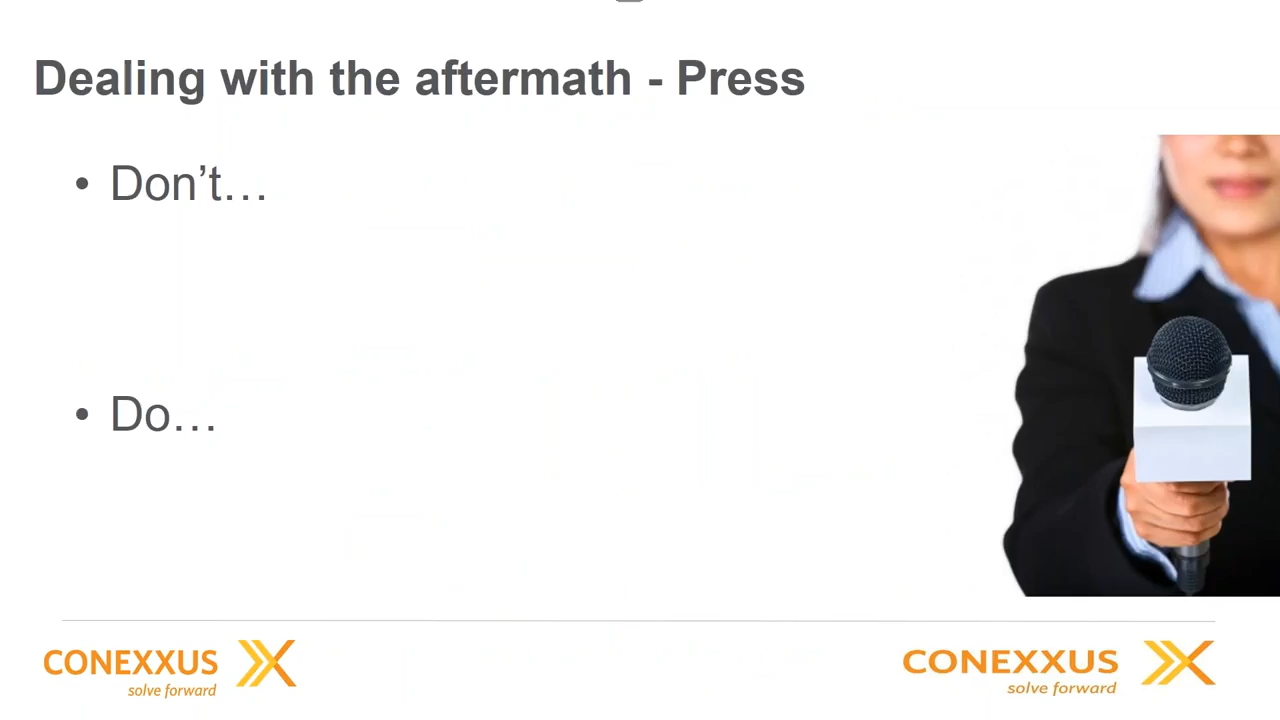 Dealing with the aftermath - Press
• Don’t…
• Do…
CONEXXUS
solve forward
CONEXXUS
solve forward